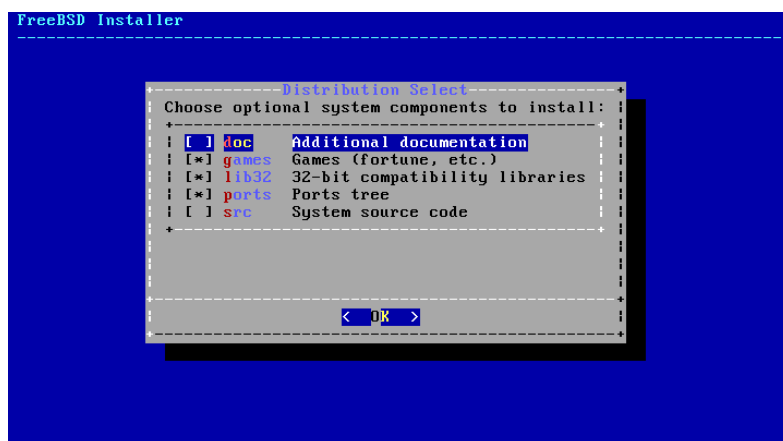 FreeBSD Installer
Distribution Select
Choose optional system components to install:
[ ] doc Additional documentation
[*] games Games (fortune, etc.)
[*] lib32 32-bit compatibility libraries
[*] ports Ports tree
[ ] src System source code
< OK >